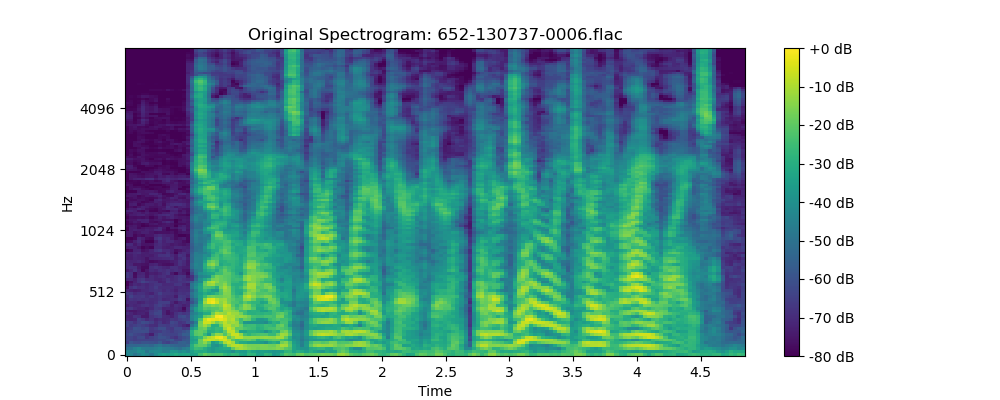 Original Spectrogram: 652-130737-0006.flac
Hz
4096
2048
1024
512
0
0 0.5 1 1.5 2 2.5 3 3.5 4 4.5
Time
+0 dB
-10 dB
-20 dB
-30 dB
-40 dB
-50 dB
-60 dB
-70 dB
-80 dB